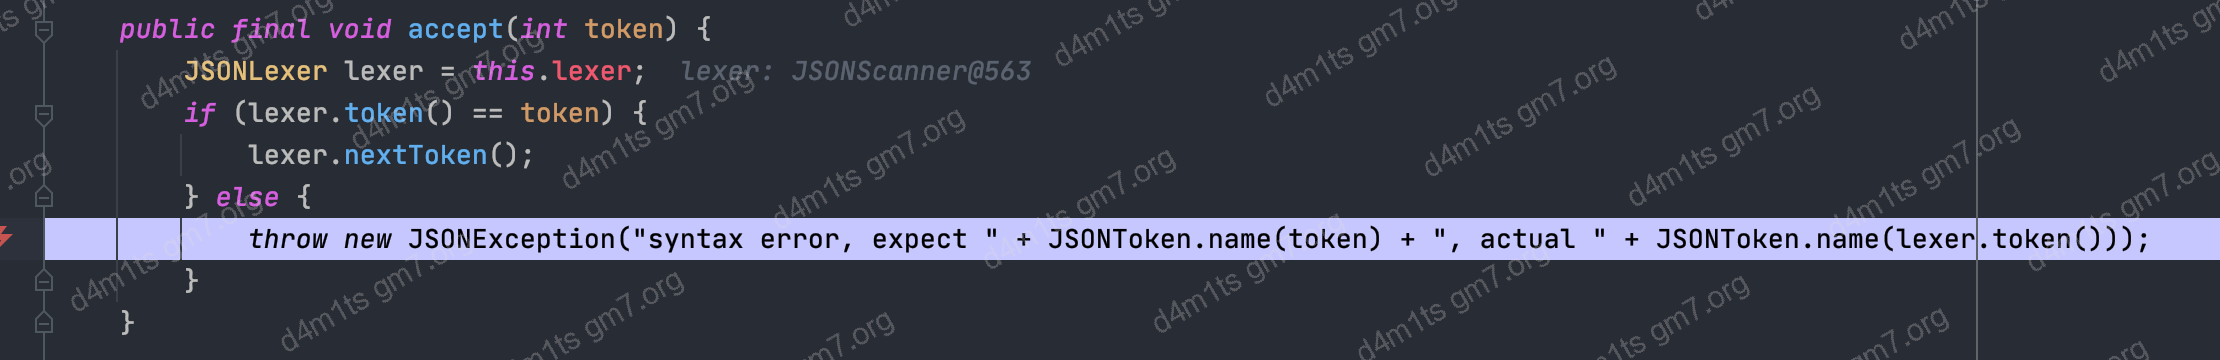 public final void accept(int token) {
JSONLexer lexer = this.lexer; lexer: JSONScanner@563
if (lexer.token() == token) {
lexer.nextToken();
} else {
throw new JSONException("syntax error, expect " + JSONToken.name(token) + ", actual " + JSONToken.name(lexer.token()));
}
}
d4m1ts gm7.org